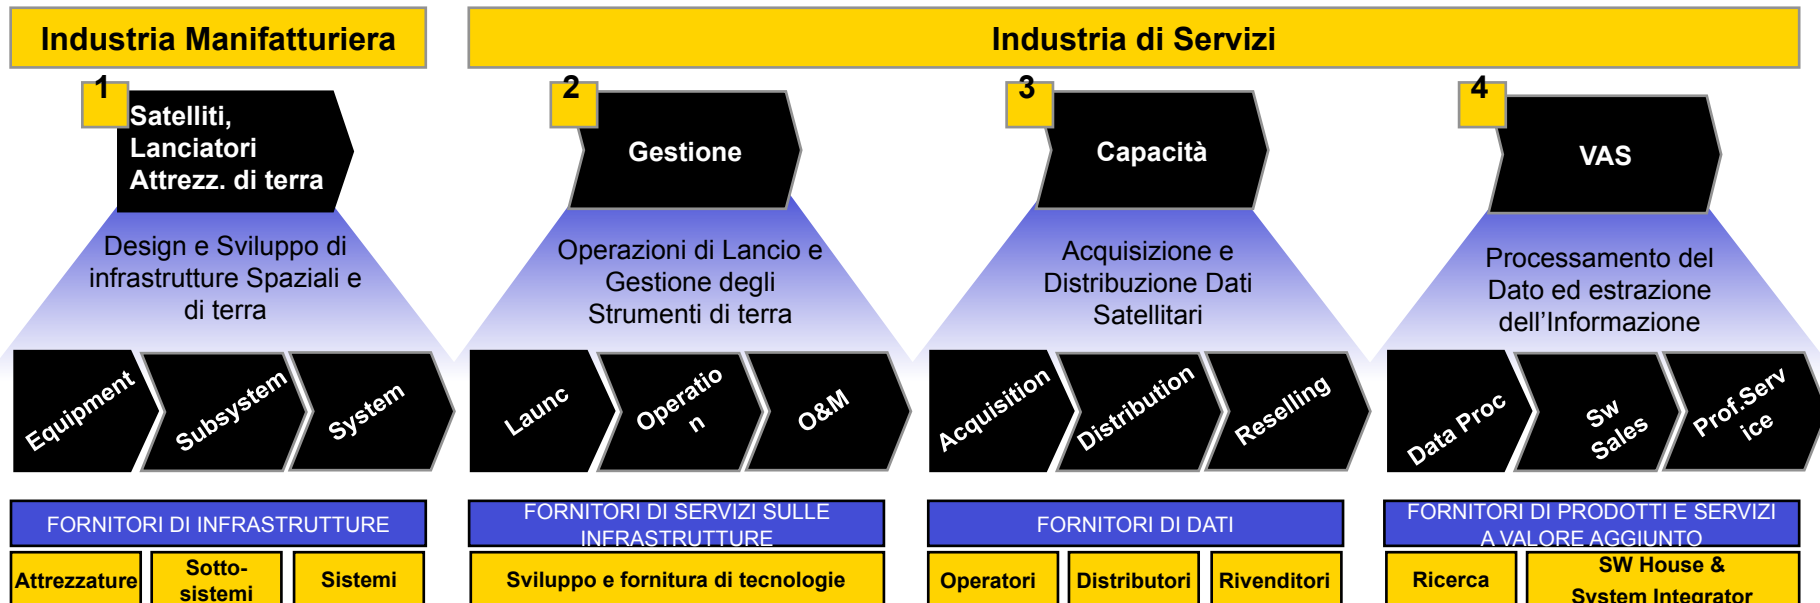 Industria Manifatturiera
Industria di Servizi
1
Satelliti,
Lanciatori
Attrezz. di terra
2
Gestione
3
Capacità
4
VAS
Design e Sviluppo di
infrastrutture Spaziali e
di terra
Operazioni di Lancio e
Gestione degli
Strumenti di terra
Acquisizione e
Distribuzione Dati
Satellitari
Processamento del
Dato ed estrazione
dell'Informazione
Equipment
Subsystem
System
Launc
Operatio
n
O&M
Acquisition
Distribution
Reselling
Data Proc
Sw
Sales
Prof.Serv
ice
FORNITORI DI INFRASTRUTTURE
FORNITORI DI SERVIZI SULLE
INFRASTRUTTURE
FORNITORI DI DATI
FORNITORI DI PRODOTTI E SERVIZI
A VALORE AGGIUNTO
Attrezzature
Sotto-
sistemi
Sistemi
Sviluppo e fornitura di tecnologie
Operatori
Distributori
Rivenditori
Ricerca
SW House &
System Integrator